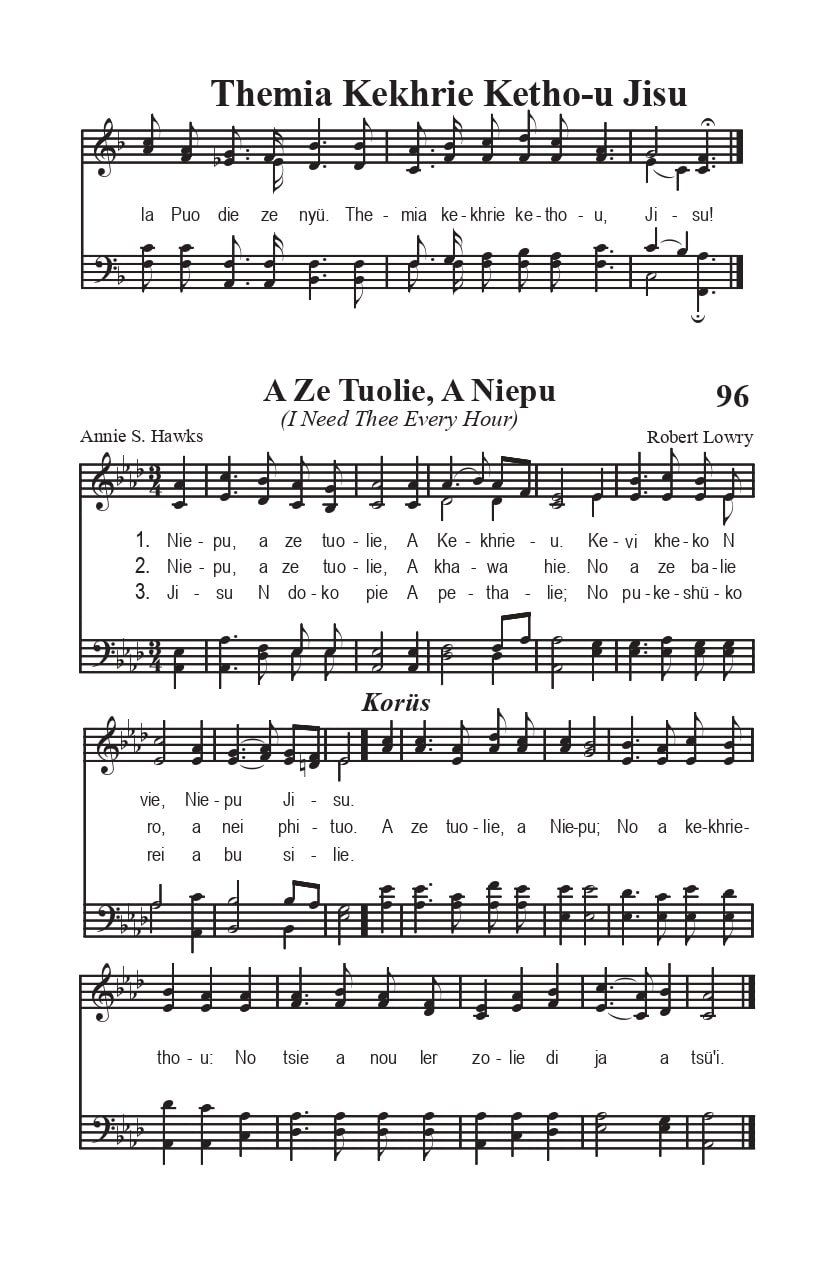 Themia Kekhrie Ketho-u Jisu
la Puo die ze nyü. The - mia ke - khrie ke - tho - u, Ji - su!
A Ze Tuolie, A Niepu
96
(I Need Thee Every Hour)
Annie S. Hawks
Robert Lowry
1. Nie - pu, a ze tuo - lie, A Ke - khrie - u. Ke - vi khe - ko N
2. Nie - pu, a ze tuo - lie, A kha - wa hie. No a ze ba - lie
3. Ji - su N do - ko pie A pe - tha - lie; No pu - ke - shü - ko
Korüs
vie, Nie - pu Ji - su.
ro, a nei phi - tuo. A ze tuo - lie, a Nie - pu; No a ke - khrie -
rei a bu si - lie.
thou - u: No tsie a nou ler zo - lie di ja a tsü'i.